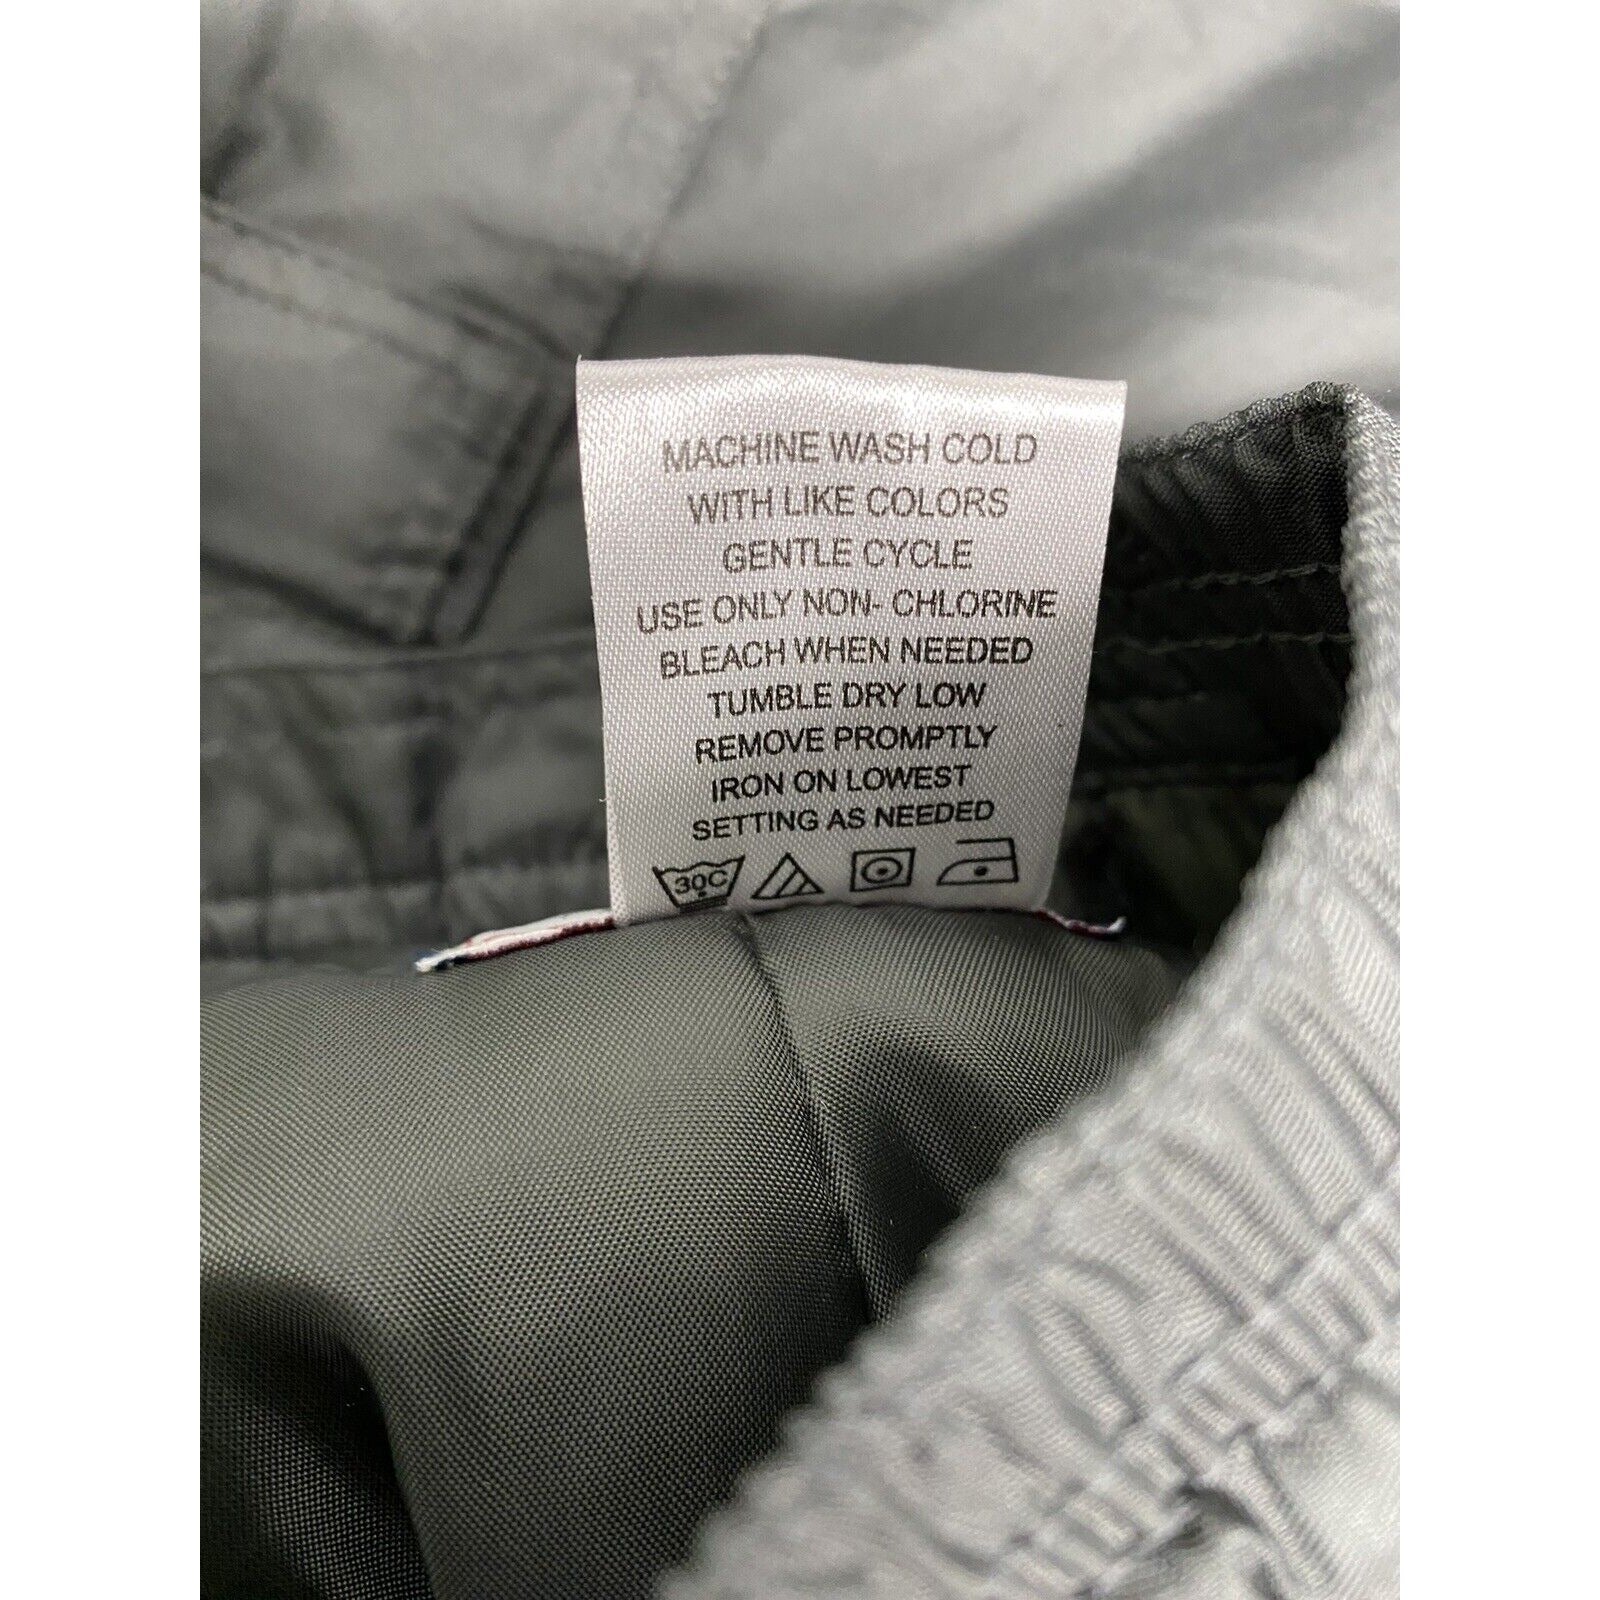 MACHINE WASH COLD
WITH LIKE COLORS
GENTLE CYCLE
USE ONLY NON- CHLORINE
BLEACH WHEN NEEDED
TUMBLE DRY LOW
REMOVE PROMPTLY
IRON ON LOWEST
SETTING AS NEEDED
30C